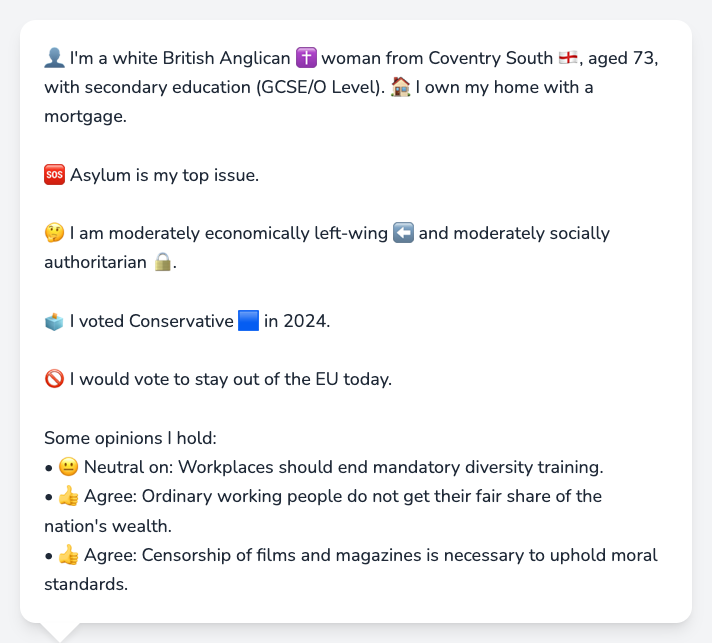 👤 I'm a white British Anglican ✝️ woman from Coventry South 🏴󠁧󠁢󠁥󠁮󠁧󠁿, aged 73,
with secondary education (GCSE/O Level). 🏠 I own my home with a
mortgage.
🆘 Asylum is my top issue.
🤔 I am moderately economically left-wing ⬅️ and moderately socially
authoritarian 🔒.
🗳️ I voted Conservative 🟦 in 2024.
🚫 I would vote to stay out of the EU today.
Some opinions I hold:
• 😐 Neutral on: Workplaces should end mandatory diversity training.
• 👍 Agree: Ordinary working people do not get their fair share of the
nation's wealth.
• 👍 Agree: Censorship of films and magazines is necessary to uphold moral
standards.